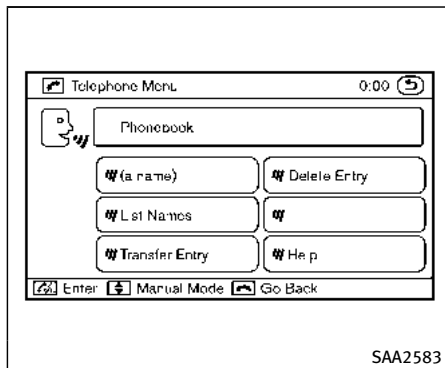 Telephone Menu 0:00
Phonebook
(a name) Delete Entry
List Names
Transfer Entry Help
Enter Manual Mode Go Back
SAA2583